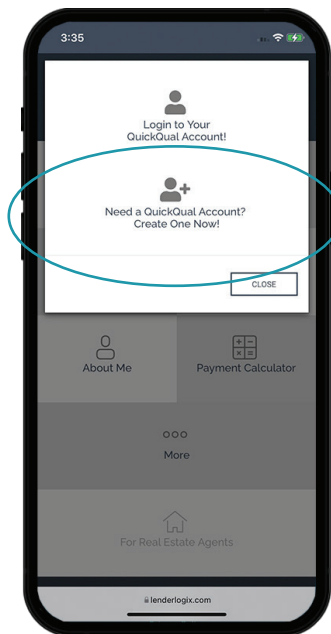 3:35
Login to Your
QuickQual Account!
Need a QuickQual Account?
Create One Now!
CLOSE
About Me
Payment Calculator
More
For Real Estate Agents
lenderlogix.com